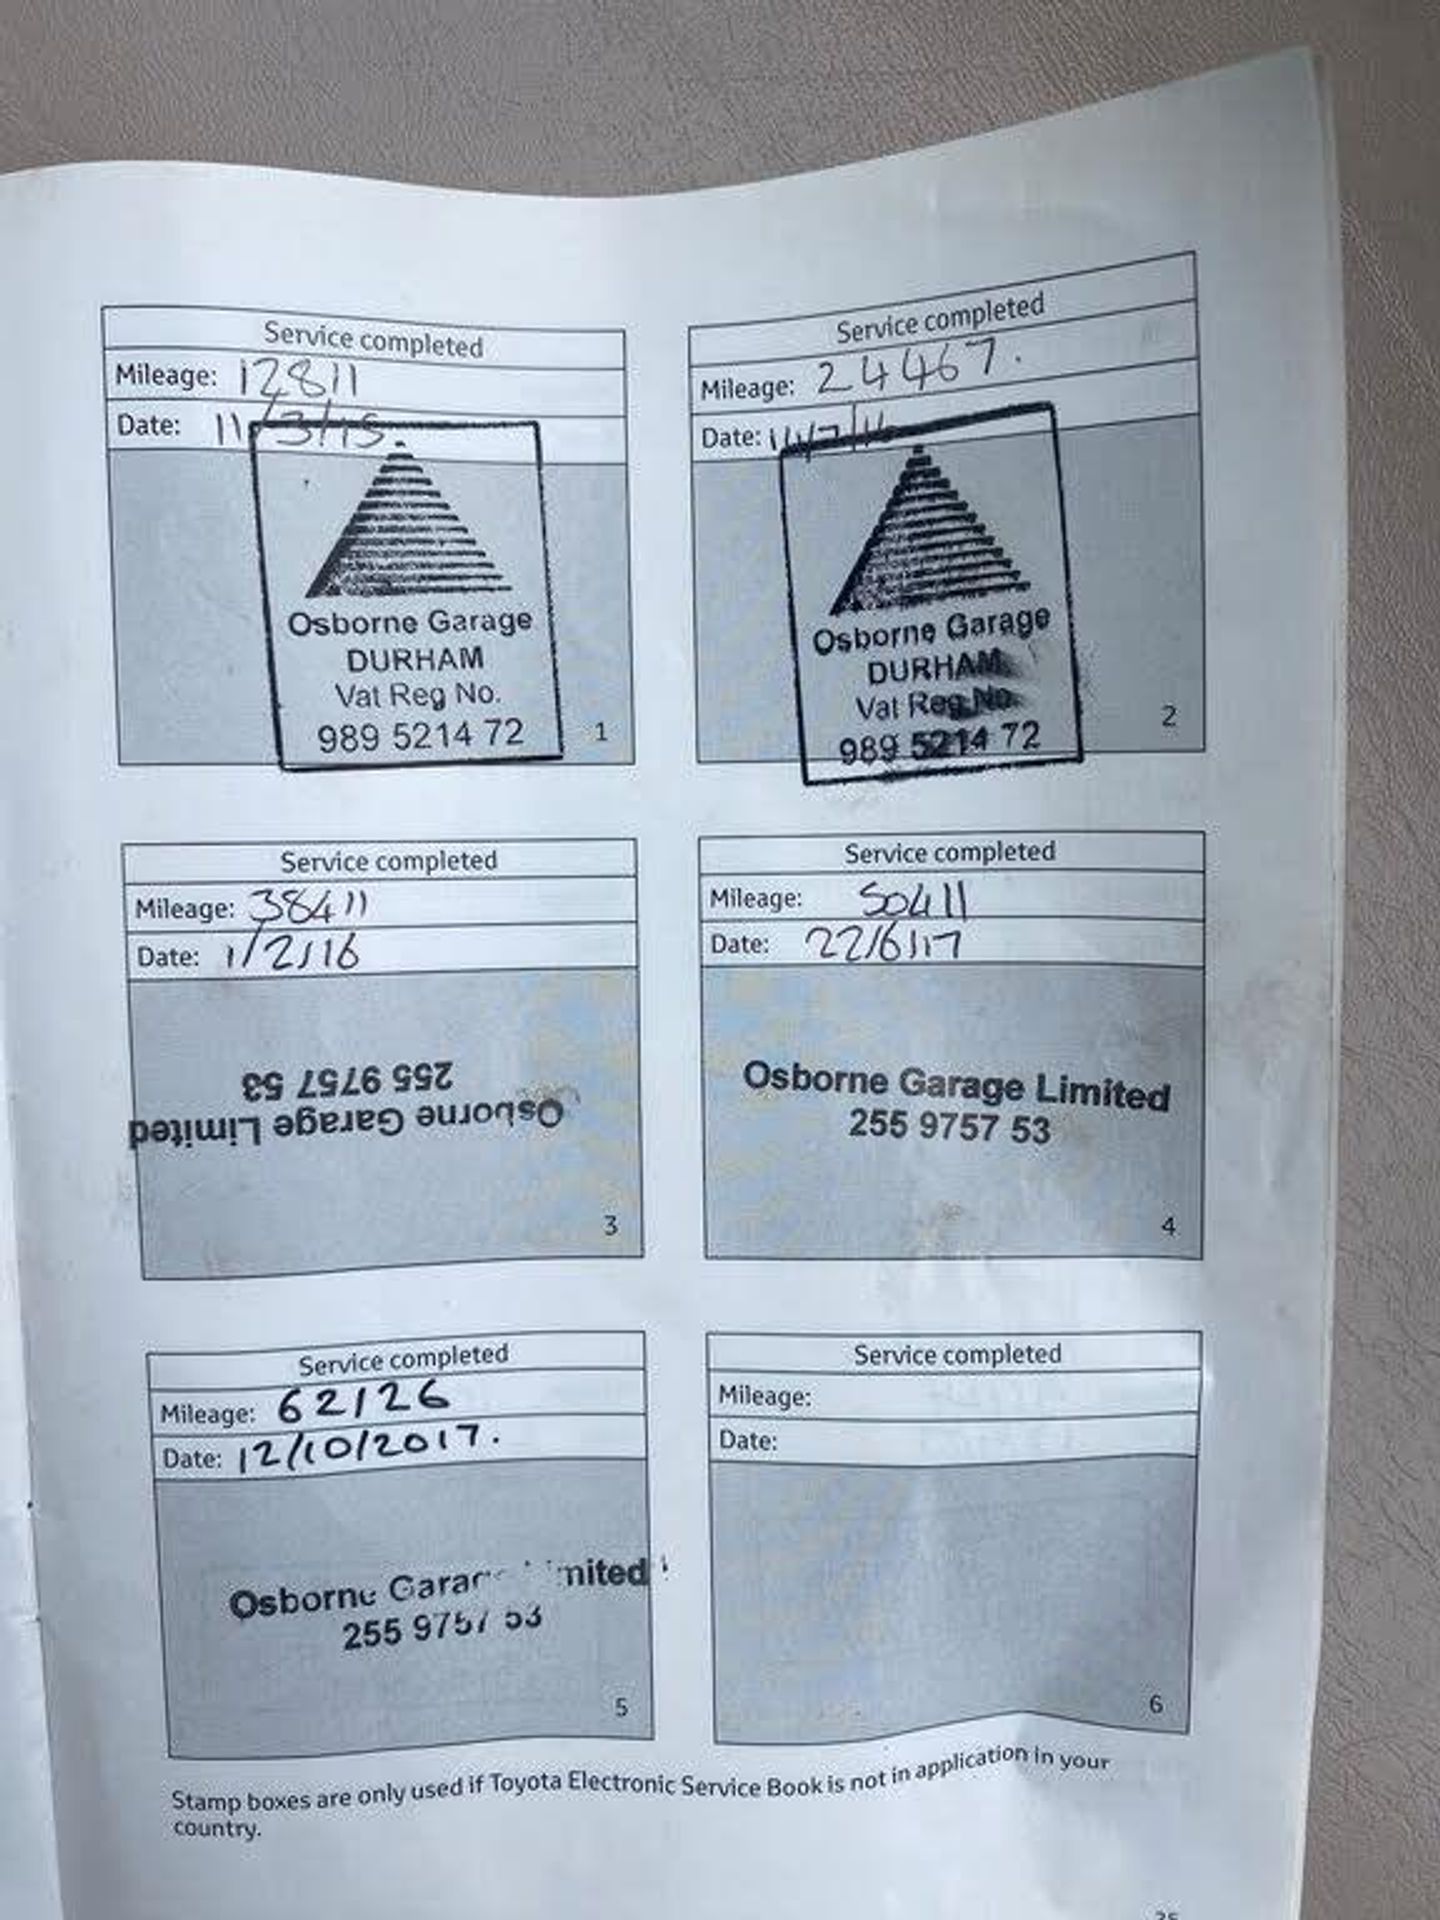 Service completed
Mileage: 12811
Date: 11/3/15.
Osborne Garage
DURHAM
Vat Reg No.
989 5214 72
1
Service completed
Mileage: 24467.
Date:
Osborne Garage
DURHAM
Vat Reg No.
989 5214 72
2
Service completed
Mileage: 38411
Date: 1/2/16
Osborne Garage Limited
255 9757 53
3
Service completed
Mileage: 50411
Date: 22/6/17
Osborne Garage Limited
255 9757 53
4
Service completed
Mileage: 62126
Date: 12/10/2017.
Osborne Garage Limited
255 9757 53
5
Service completed
Mileage:
Date:
6
Stamp boxes are only used if Toyota Electronic Service Book is not in application in your
country.